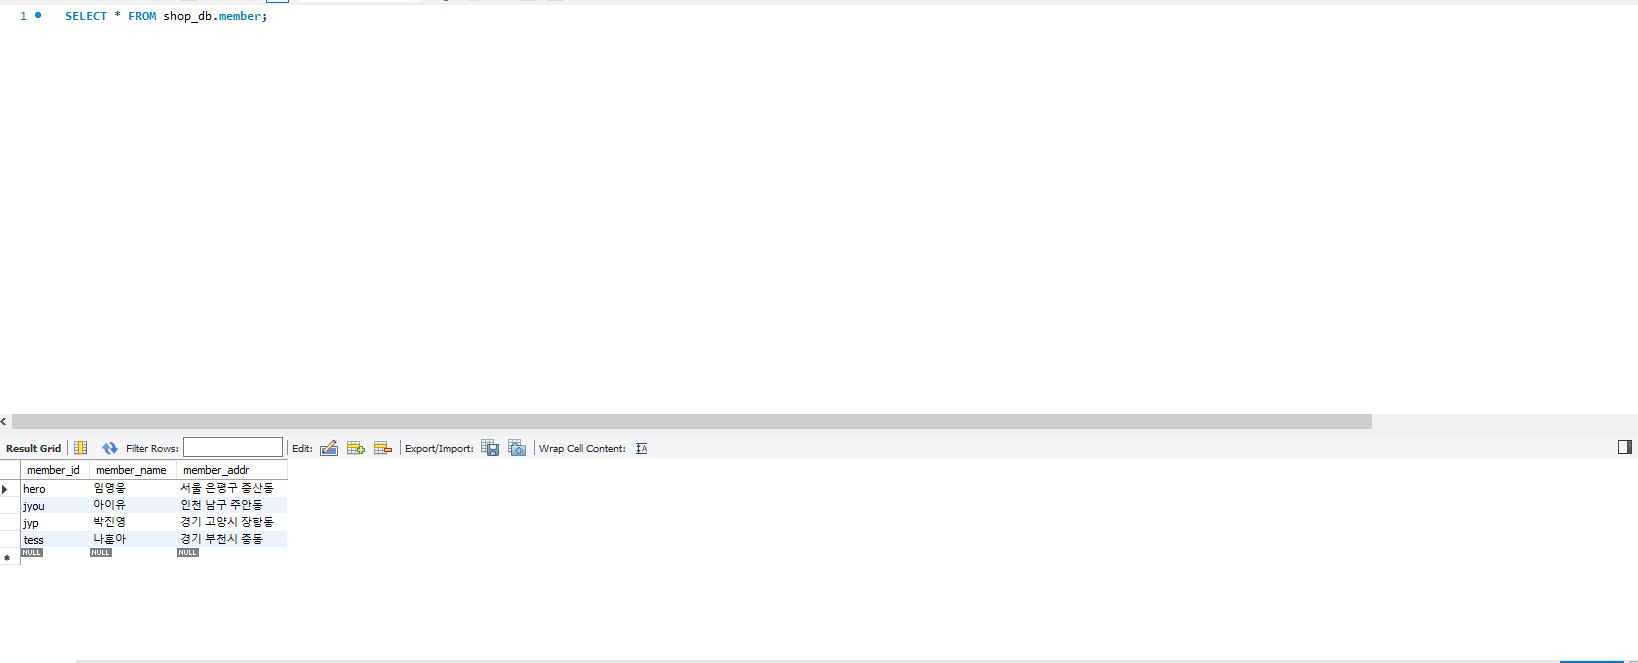 1 SELECT * FROM shop_db.member;
Result Grid Filter Rows: Edit: Export/Import: Wrap Cell Content:
member_id member_name member_addr
hero 임영웅 서울 은평구 중산동
jyou 아이유 인천 남구 주안동
jyp 박진영 경기 고양시 장항동
tess 나훈아 경기 부천시 중동
NULL NULL NULL